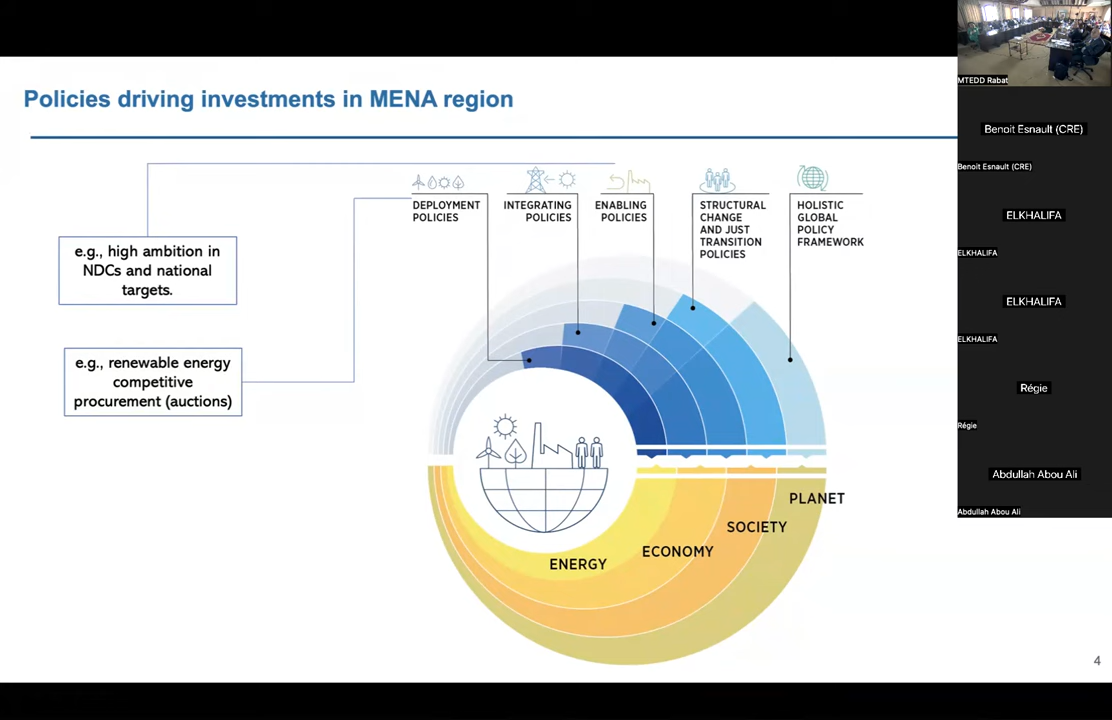 Policies driving investments in MENA region
e.g., high ambition in
NDCs and national
targets.
e.g., renewable energy
competitive
procurement (auctions)
DEPLOYMENT
POLICIES
INTEGRATING
POLICIES
ENABLING
POLICIES
STRUCTURAL
CHANGE
AND JUST
TRANSITION
POLICIES
HOLISTIC
GLOBAL
POLICY
FRAMEWORK
PLANET
SOCIETY
ECONOMY
ENERGY
4
MTEDD Rabat
Benoit Esnault (CRE)
Benoit Esnault (CRE)
ELKHALIFA
ELKHALIFA
ELKHALIFA
ELKHALIFA
Régie
Régie
Abdullah Abou Ali
Abdullah Abou Ali